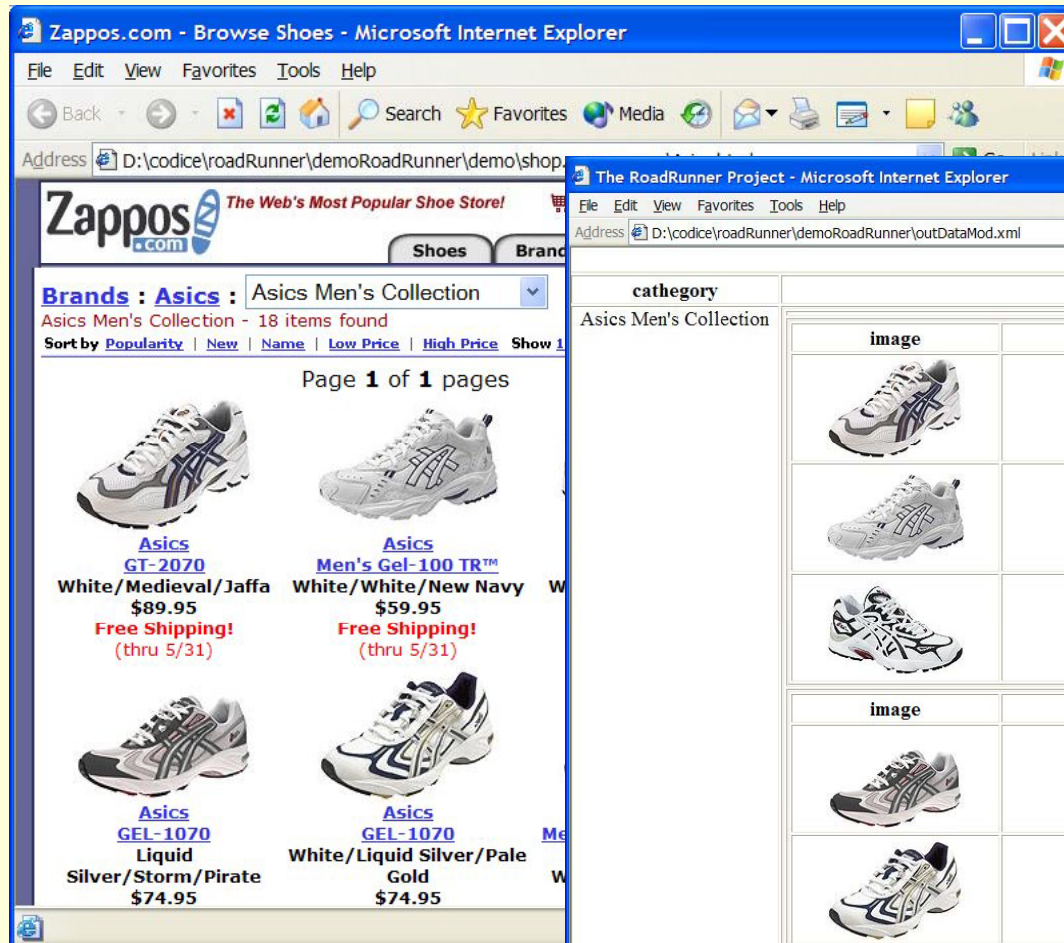 Zappos.com - Browse Shoes - Microsoft Internet Explorer
File Edit View Favorites Tools Help
Back Search Favorites Media
Address D:\codice\roadRunner\demoRoadRunner\demo\shop.
Zappos.com The Web's Most Popular Shoe Store!
Shoes Brand
Brands : Asics : Asics Men's Collection
Asics Men's Collection - 18 items found
Sort by Popularity | New | Name | Low Price | High Price Show 1
Page 1 of 1 pages
Asics Asics
GT-2070 Men's Gel-100 TR™
White/Medieval/Jaffa White/White/New Navy W
$89.95 $59.95
Free Shipping! Free Shipping!
(thru 5/31) (thru 5/31)
Asics Asics
GEL-1070 GEL-1070 Me
Liquid White/Liquid Silver/Pale
Silver/Storm/Pirate Gold W
$74.95 $74.95
The RoadRunner Project - Microsoft Internet Explorer
File Edit View Favorites Tools Help
Address D:\codice\roadRunner\demoRoadRunner\outDataMod.xml
cathegory
Asics Men's Collection
image
image